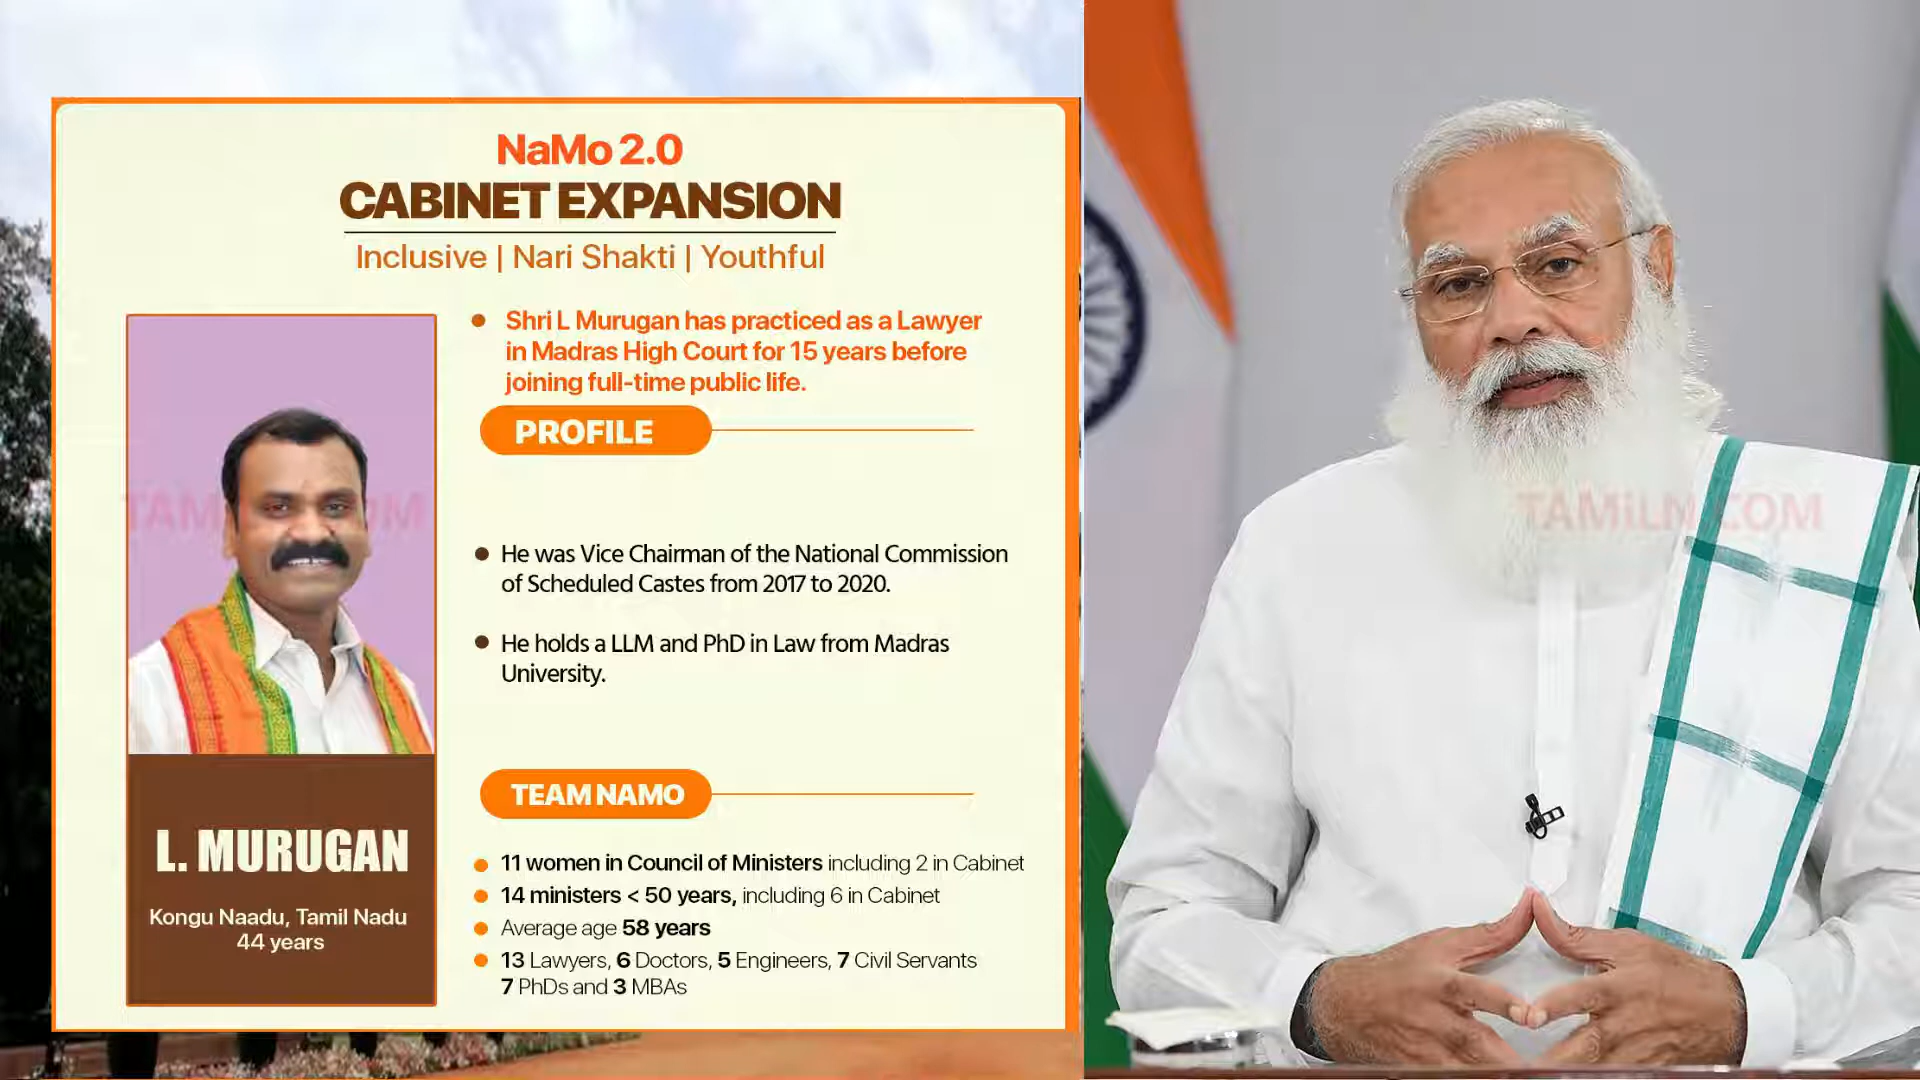 NaMo 2.0
CABINET EXPANSION
Inclusive | Nari Shakti | Youthful
Shri L Murugan has practiced as a Lawyer
in Madras High Court for 15 years before
joining full-time public life.
PROFILE
He was Vice Chairman of the National Commission
of Scheduled Castes from 2017 to 2020.
He holds a LLM and PhD in Law from Madras
University.
TEAM NAMO
11 women in Council of Ministers including 2 in Cabinet
14 ministers < 50 years, including 6 in Cabinet
Average age 58 years
13 Lawyers, 6 Doctors, 5 Engineers, 7 Civil Servants
7 PhDs and 3 MBAs
L. MURUGAN
Kongu Naadu, Tamil Nadu
44 years
TAMiLN.COM